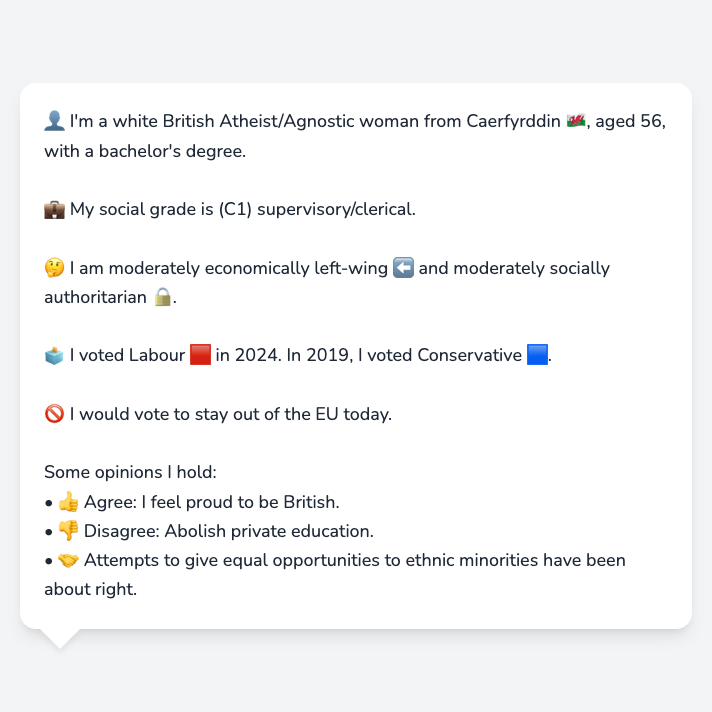 👤 I'm a white British Atheist/Agnostic woman from Caerfyrddin 🏴󠁧󠁢󠁷󠁬󠁳󠁿, aged 56,
with a bachelor's degree.
💼 My social grade is (C1) supervisory/clerical.
🤔 I am moderately economically left-wing ⬅️ and moderately socially
authoritarian 🔒.
🗳️ I voted Labour 🟥 in 2024. In 2019, I voted Conservative 🟦.
🚫 I would vote to stay out of the EU today.
Some opinions I hold:
• 👍 Agree: I feel proud to be British.
• 👎 Disagree: Abolish private education.
• 🤝 Attempts to give equal opportunities to ethnic minorities have been
about right.